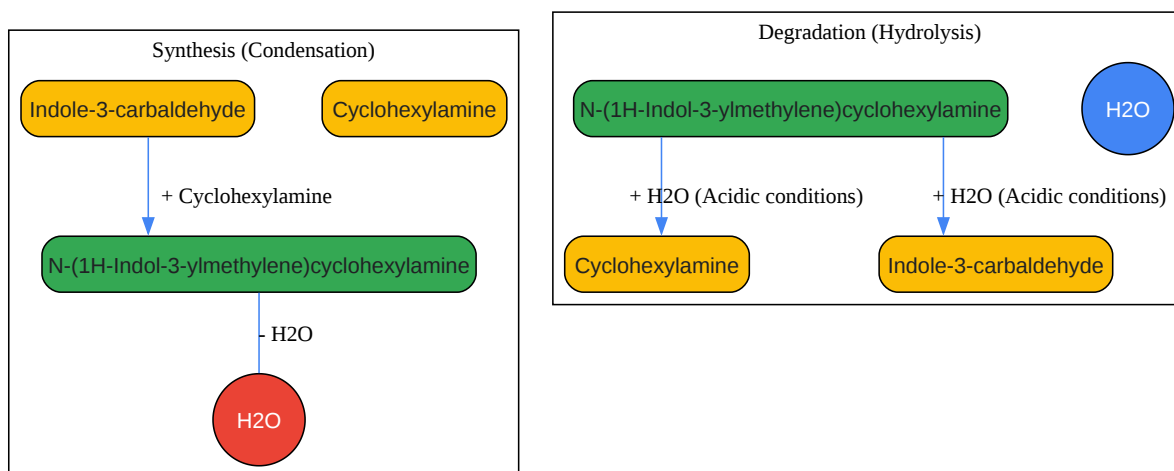 Synthesis (Condensation)
Indole-3-carbaldehyde
Cyclohexylamine
+ Cyclohexylamine
N-(1H-Indol-3-ylmethylene)cyclohexylamine
- H2O
H2O
Degradation (Hydrolysis)
N-(1H-Indol-3-ylmethylene)cyclohexylamine
H2O
+ H2O (Acidic conditions)
+ H2O (Acidic conditions)
Cyclohexylamine
Indole-3-carbaldehyde